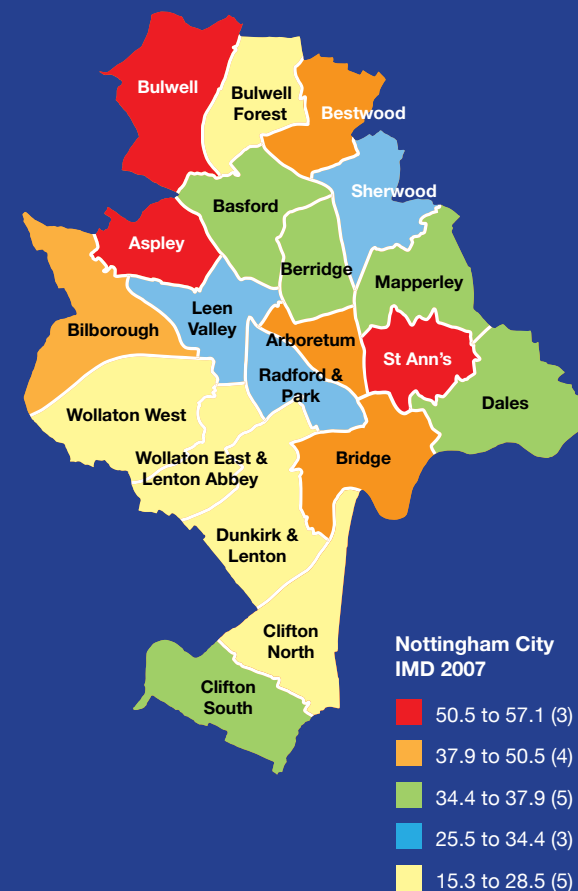 Bulwell
Bulwell
Forest
Bestwood
Sherwood
Basford
Aspley
Berridge
Mapperley
Leen
Valley
Bilborough
Arboretum
St Ann's
Radford &
Park
Dales
Wollaton West
Wollaton East &
Lenton Abbey
Bridge
Dunkirk &
Lenton
Clifton
North
Clifton
South
Nottingham City
IMD 2007
50.5 to 57.1 (3)
37.9 to 50.5 (4)
34.4 to 37.9 (5)
25.5 to 34.4 (3)
15.3 to 28.5 (5)